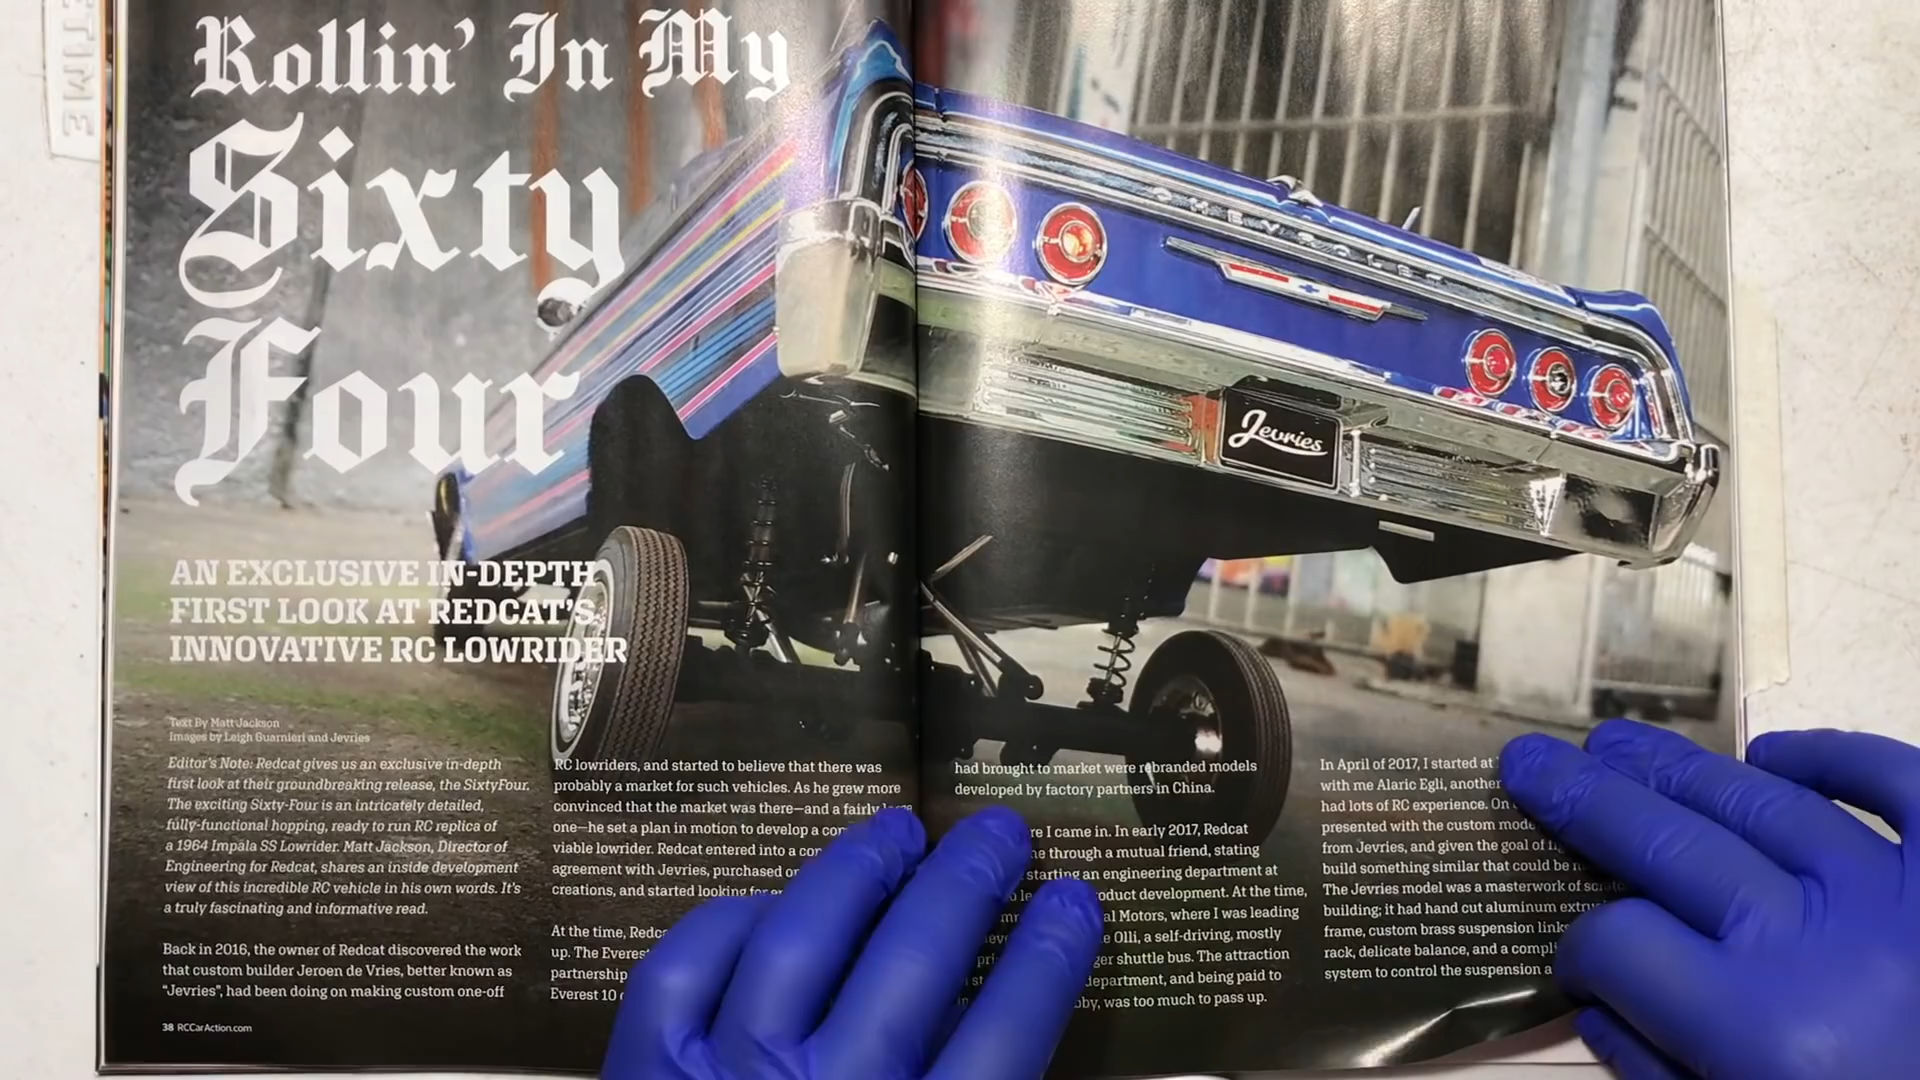 Rollin' In My
Sixty
Four
CHEVROLET
Jevries
AN EXCLUSIVE IN-DEPTH
FIRST LOOK AT REDCAT'S
INNOVATIVE RC LOWRIDER
Text By Matt Jackson
Images by Leigh Guarnieri and Jevries
Editor's Note: Redcat gives us an exclusive in-depth
first look at their groundbreaking release, the SixtyFour.
The exciting Sixty-Four is an intricately detailed,
fully-functional hopping, ready to run RC replica of
a 1964 Impala SS Lowrider. Matt Jackson, Director of
Engineering for Redcat, shares an inside development
view of this incredible RC vehicle in his own words. It's
a truly fascinating and informative read.
Back in 2016, the owner of Redcat discovered the work
that custom builder Jeroen de Vries, better known as
"Jevries", had been doing on making custom one-off
RC lowriders, and started to believe that there was
probably a market for such vehicles. As he grew more
convinced that the market was there—and a fairly large
one—he set a plan in motion to develop a
viable lowrider. Redcat entered into a
agreement with Jevries, purchased
creations, and started looking for
At the time,
up. The
partnership
Everest 10
had brought to market were rebranded models
developed by factory partners in China.
I came in. In early 2017, Redcat
through a mutual friend, stating
starting an engineering department at
product development. At the time,
Motors, where I was leading
Olli, a self-driving, mostly
shuttle bus. The attraction
department, and being paid to
was too much to pass up.
In April of 2017, I started at
with Alaric Egli, another
had lots of RC experience. On
presented with the custom
from Jevries, and given the goal of
build something similar that could be
The Jevries model was a masterwork of
building; it had hand cut aluminum
frame, custom brass suspension
rack, delicate balance, and a
system to control the suspension
38 RCCarAction.com